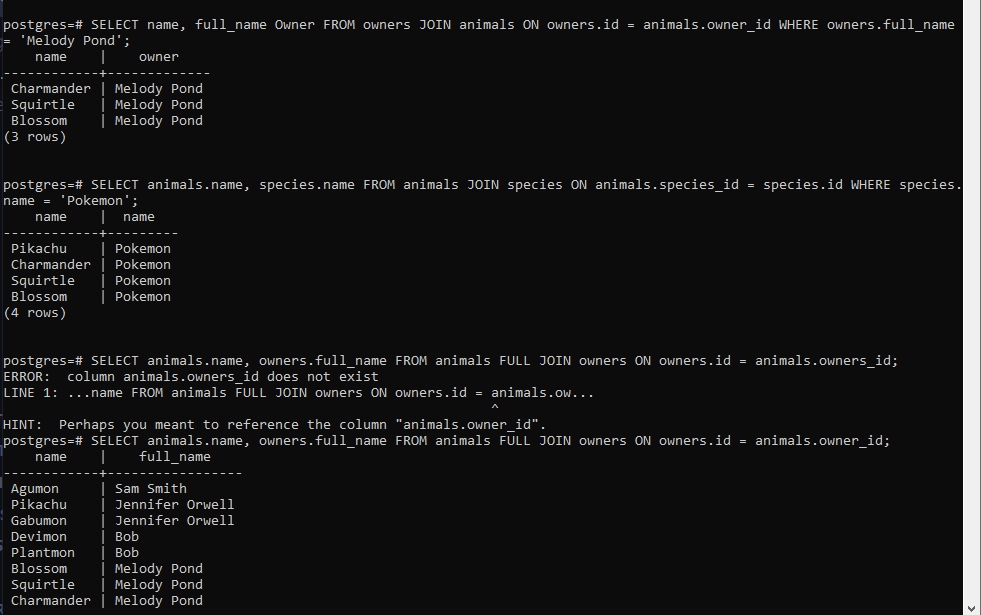 postgres=# SELECT name, full_name Owner FROM owners JOIN animals ON owners.id = animals.owner_id WHERE owners.full_name
= 'Melody Pond';
    name    |    owner
------------+-------------
 Charmander | Melody Pond
 Squirtle   | Melody Pond
 Blossom    | Melody Pond
(3 rows)
postgres=# SELECT animals.name, species.name FROM animals JOIN species ON animals.species_id = species.id WHERE species.
name = 'Pokemon';
    name    |  name
------------+---------
 Pikachu    | Pokemon
 Charmander | Pokemon
 Squirtle   | Pokemon
 Blossom    | Pokemon
(4 rows)
postgres=# SELECT animals.name, owners.full_name FROM animals FULL JOIN owners ON owners.id = animals.owners_id;
ERROR:  column animals.owners_id does not exist
LINE 1: ...name FROM animals FULL JOIN owners ON owners.id = animals.ow...
                                                             ^
HINT:  Perhaps you meant to reference the column "animals.owner_id".
postgres=# SELECT animals.name, owners.full_name FROM animals FULL JOIN owners ON owners.id = animals.owner_id;
    name    |    full_name
------------+-----------------
 Agumon     | Sam Smith
 Pikachu    | Jennifer Orwell
 Gabumon    | Jennifer Orwell
 Devimon    | Bob
 Plantmon   | Bob
 Blossom    | Melody Pond
 Squirtle   | Melody Pond
 Charmander | Melody Pond